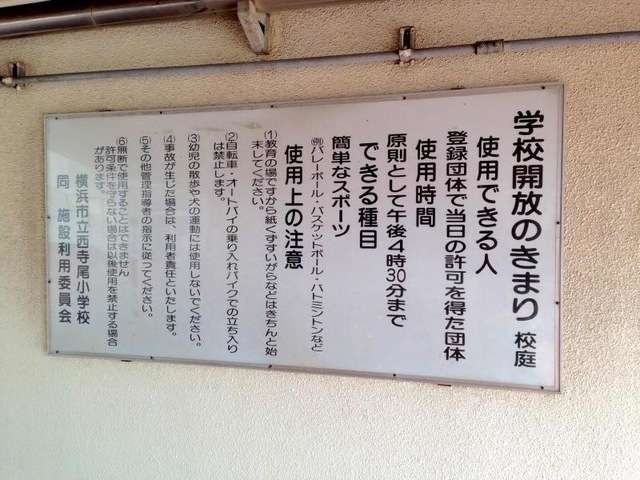 学校開放のきまり 校庭
使用できる人
登録団体で当日の許可を得た団体
使用時間
原則として午後4時30分まで
できる種目
簡単なスポーツ
例バレーボール・バスケットボール・バトミントンなど
使用上の注意
(1)教育の場ですから紙くずすいがらなどはきちんと始
末してください。
(2)自転車・オートバイの乗り入れバイクでの立ち入り
は禁止します。
(3)幼児の散歩や犬の運動には使用しないでください。
(4)事故が生じた場合は、利用者責任といたします。
(5)その他管理指導者の指示に従ってください。
(6)無断で使用することはできません
許可条件を守らない場合は以後使用を禁止する場合
があります。
横浜市立西寺尾小学校
同 施設利用委員会